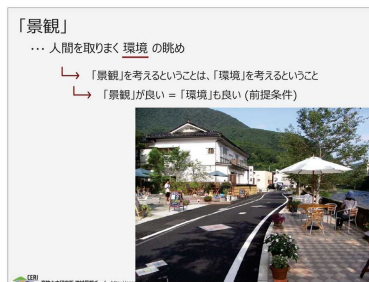 「景観」
… 人間を取りまく 環境 の眺め
「景観」を考えるということは、「環境」を考えるということ
「景観」が良い = 「環境」も良い (前提条件)
CERI